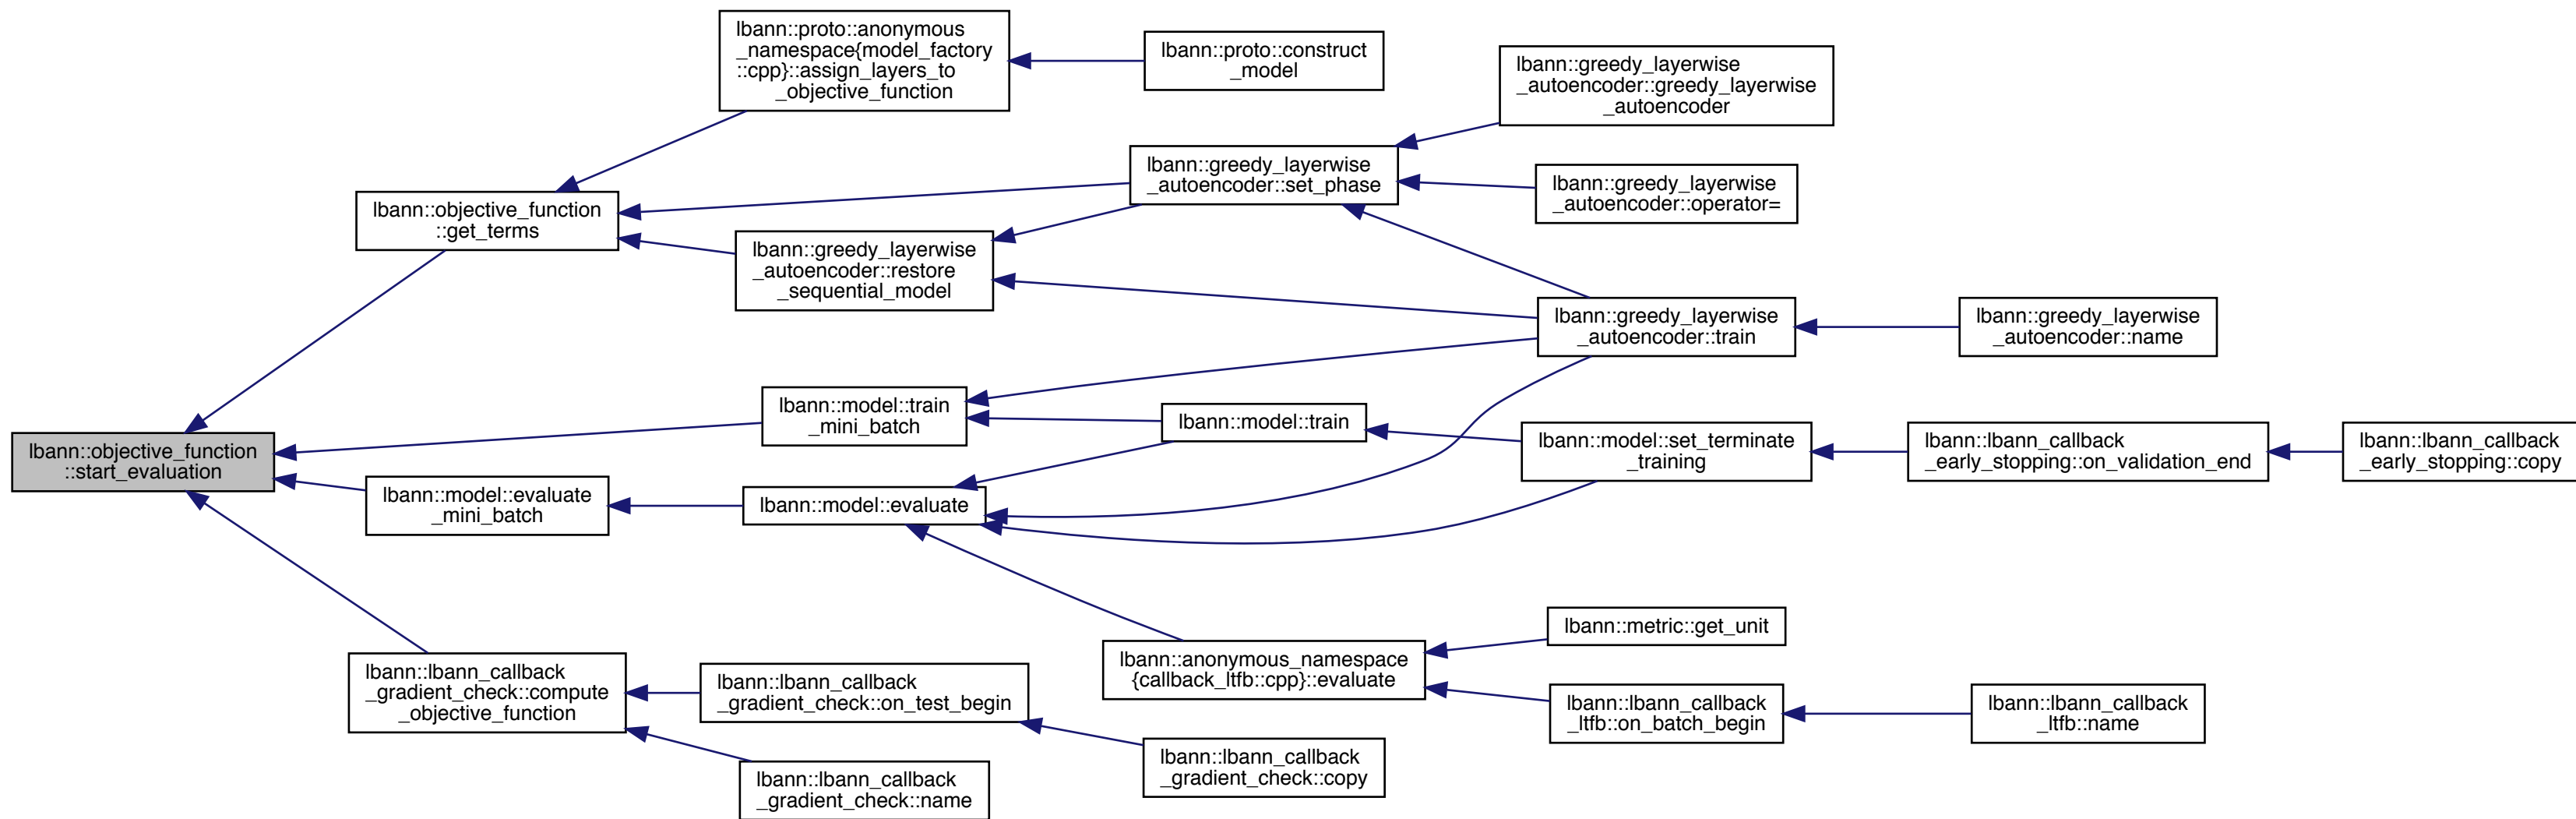 lbann::proto::anonymous
_namespace{model_factory
::cpp}::assign_layers_to
_objective_function
lbann::proto::construct
_model
lbann::greedy_layerwise
_autoencoder::greedy_layerwise
_autoencoder
lbann::greedy_layerwise
_autoencoder::set_phase
lbann::greedy_layerwise
_autoencoder::operator=
lbann::objective_function
::get_terms
lbann::greedy_layerwise
_autoencoder::restore
_sequential_model
lbann::greedy_layerwise
_autoencoder::train
lbann::greedy_layerwise
_autoencoder::name
lbann::model::train
_mini_batch
lbann::model::train
lbann::model::set_terminate
_training
lbann::lbann_callback
_early_stopping::on_validation_end
lbann::lbann_callback
_early_stopping::copy
lbann::objective_function
::start_evaluation
lbann::model::evaluate
_mini_batch
lbann::model::evaluate
lbann::metric::get_unit
lbann::anonymous_namespace
{callback_ltfb::cpp}::evaluate
lbann::lbann_callback
_gradient_check::compute
_objective_function
lbann::lbann_callback
_gradient_check::on_test_begin
lbann::lbann_callback
_ltfb::on_batch_begin
lbann::lbann_callback
_ltfb::name
lbann::lbann_callback
_gradient_check::copy
lbann::lbann_callback
_gradient_check::name